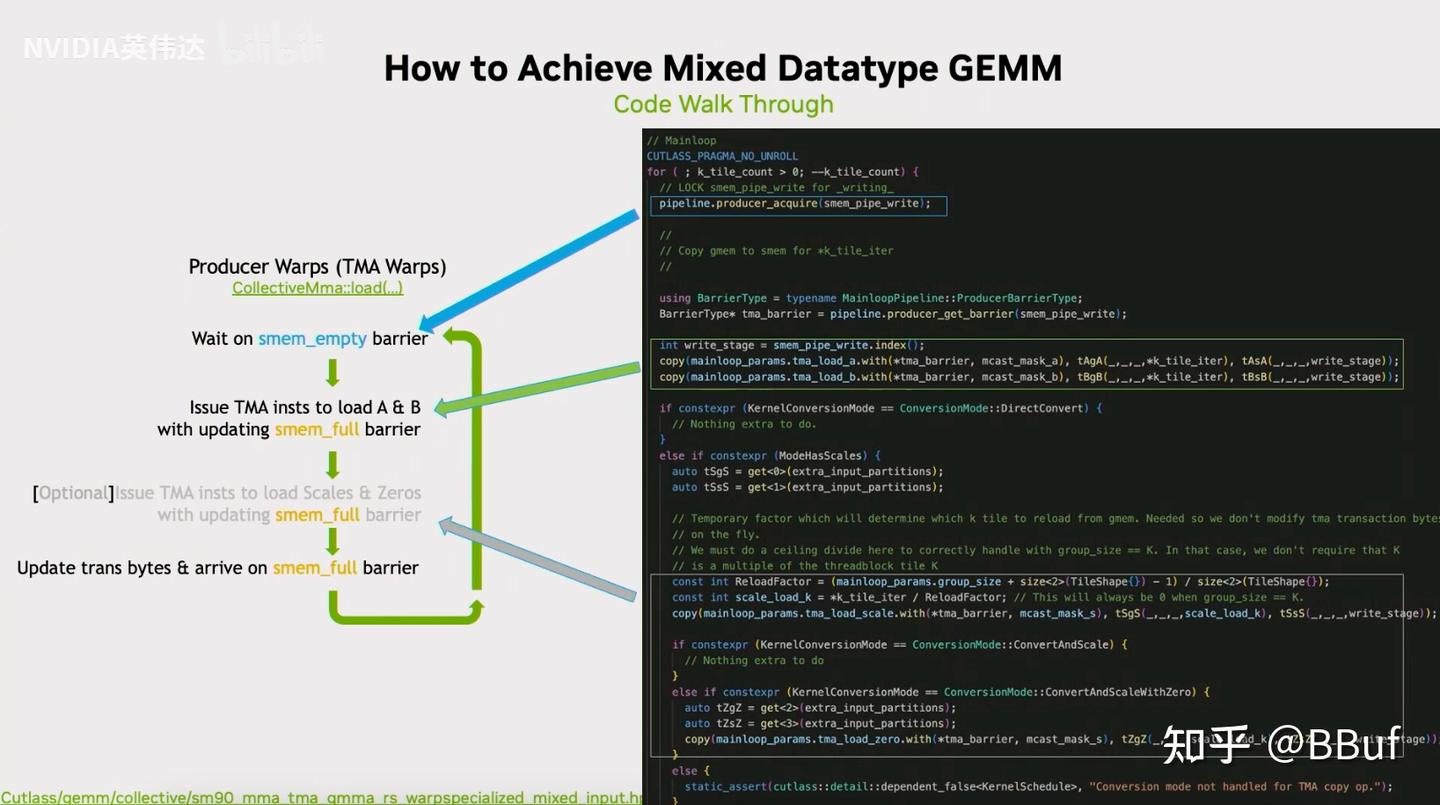 NVIDIA英伟达 bilibili
How to Achieve Mixed Datatype GEMM
Code Walk Through
Producer Warps (TMA Warps)
CollectiveMma::load(...)
Wait on smem_empty barrier
Issue TMA insts to load A & B
with updating smem_full barrier
[Optional]Issue TMA insts to load Scales & Zeros
with updating smem_full barrier
Update trans bytes & arrive on smem_full barrier
Cutlass/gemm/collective/sm90_mma_tma_gmma_rs_warpspecialized_mixed_input.h
// Mainloop
CUTLASS_PRAGMA_NO_UNROLL
for ( ; k_tile_count > 0; --k_tile_count) {
// LOCK smem_pipe_write for _writing_
pipeline.producer_acquire(smem_pipe_write);
//
// Copy gmem to smem for *k_tile_iter
//
using BarrierType = typename MainloopPipeline::ProducerBarrierType;
BarrierType* tma_barrier = pipeline.producer_get_barrier(smem_pipe_write);
int write_stage = smem_pipe_write.index();
copy(mainloop_params.tma_load_a.with(*tma_barrier, mcast_mask_a), tAgA(_,_,_,*k_tile_iter), tAsA(_,_,_,write_stage));
copy(mainloop_params.tma_load_b.with(*tma_barrier, mcast_mask_b), tBgB(_,_,_,*k_tile_iter), tBsB(_,_,_,write_stage));
if constexpr (KernelConversionMode == ConversionMode::DirectConvert) {
// Nothing extra to do.
}
else if constexpr (ModeHasScales) {
auto tSgS = get<0>(extra_input_partitions);
auto tSsS = get<1>(extra_input_partitions);
// Temporary factor which will determine which k tile to reload from gmem. Needed so we don't modify tma transaction bytes
// on the fly.
// We must do a ceiling divide here to correctly handle with group_size == K. In that case, we don't require that K
// is a multiple of the threadblock tile K
const int ReloadFactor = (mainloop_params.group_size + size<2>(TileShape{}) - 1) / size<2>(TileShape{});
const int scale_load_k = *k_tile_iter / ReloadFactor; // This will always be 0 when group_size == K.
copy(mainloop_params.tma_load_scale.with(*tma_barrier, mcast_mask_s), tSgS(_,_,_,scale_load_k), tSsS(_,_,_,write_stage));
if constexpr (KernelConversionMode == ConversionMode::ConvertAndScale) {
// Nothing extra to do
}
else if constexpr (KernelConversionMode == ConversionMode::ConvertAndScaleWithZero) {
auto tZgZ = get<2>(extra_input_partitions);
auto tZsZ = get<3>(extra_input_partitions);
copy(mainloop_params.tma_load_zero.with(*tma_barrier, mcast_mask_s), tZgZ(_
}
else {
static_assert(cutlass::detail::dependent_false<KernelSchedule>, "Conversion mode not handled for TMA copy op.");
}
知乎 @BBuf